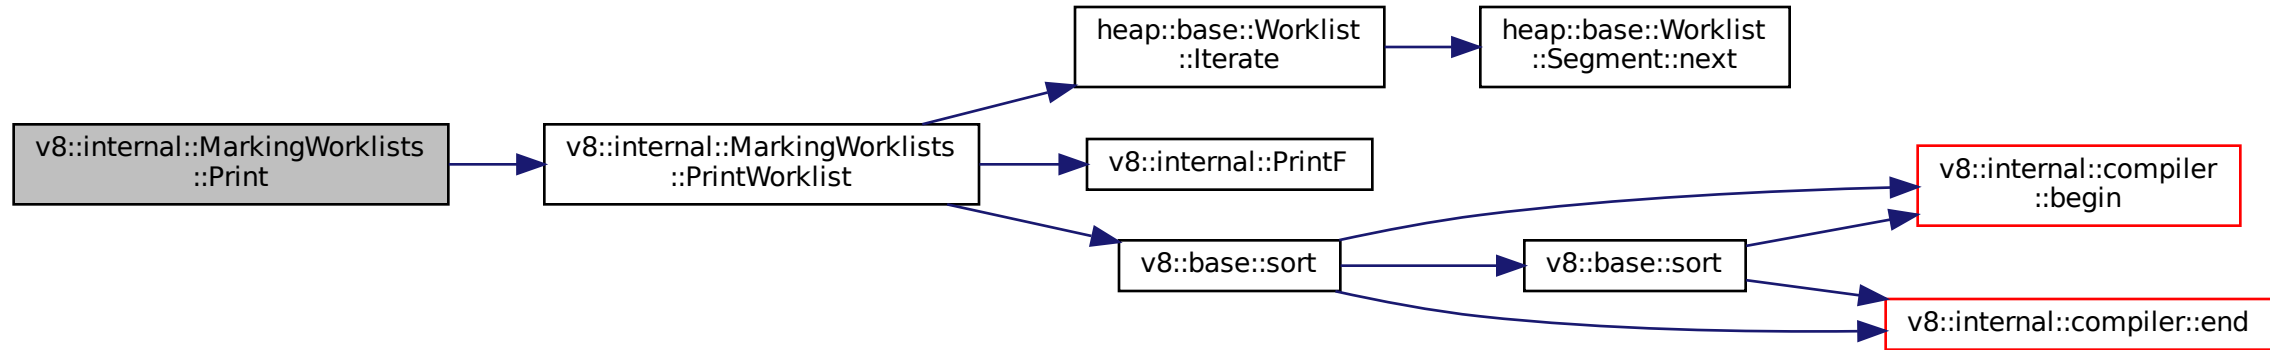 v8::internal::MarkingWorklists
::Print
v8::internal::MarkingWorklists
::PrintWorklist
heap::base::Worklist
::Iterate
heap::base::Worklist
::Segment::next
v8::internal::PrintF
v8::base::sort
v8::base::sort
v8::internal::compiler
::begin
v8::internal::compiler::end